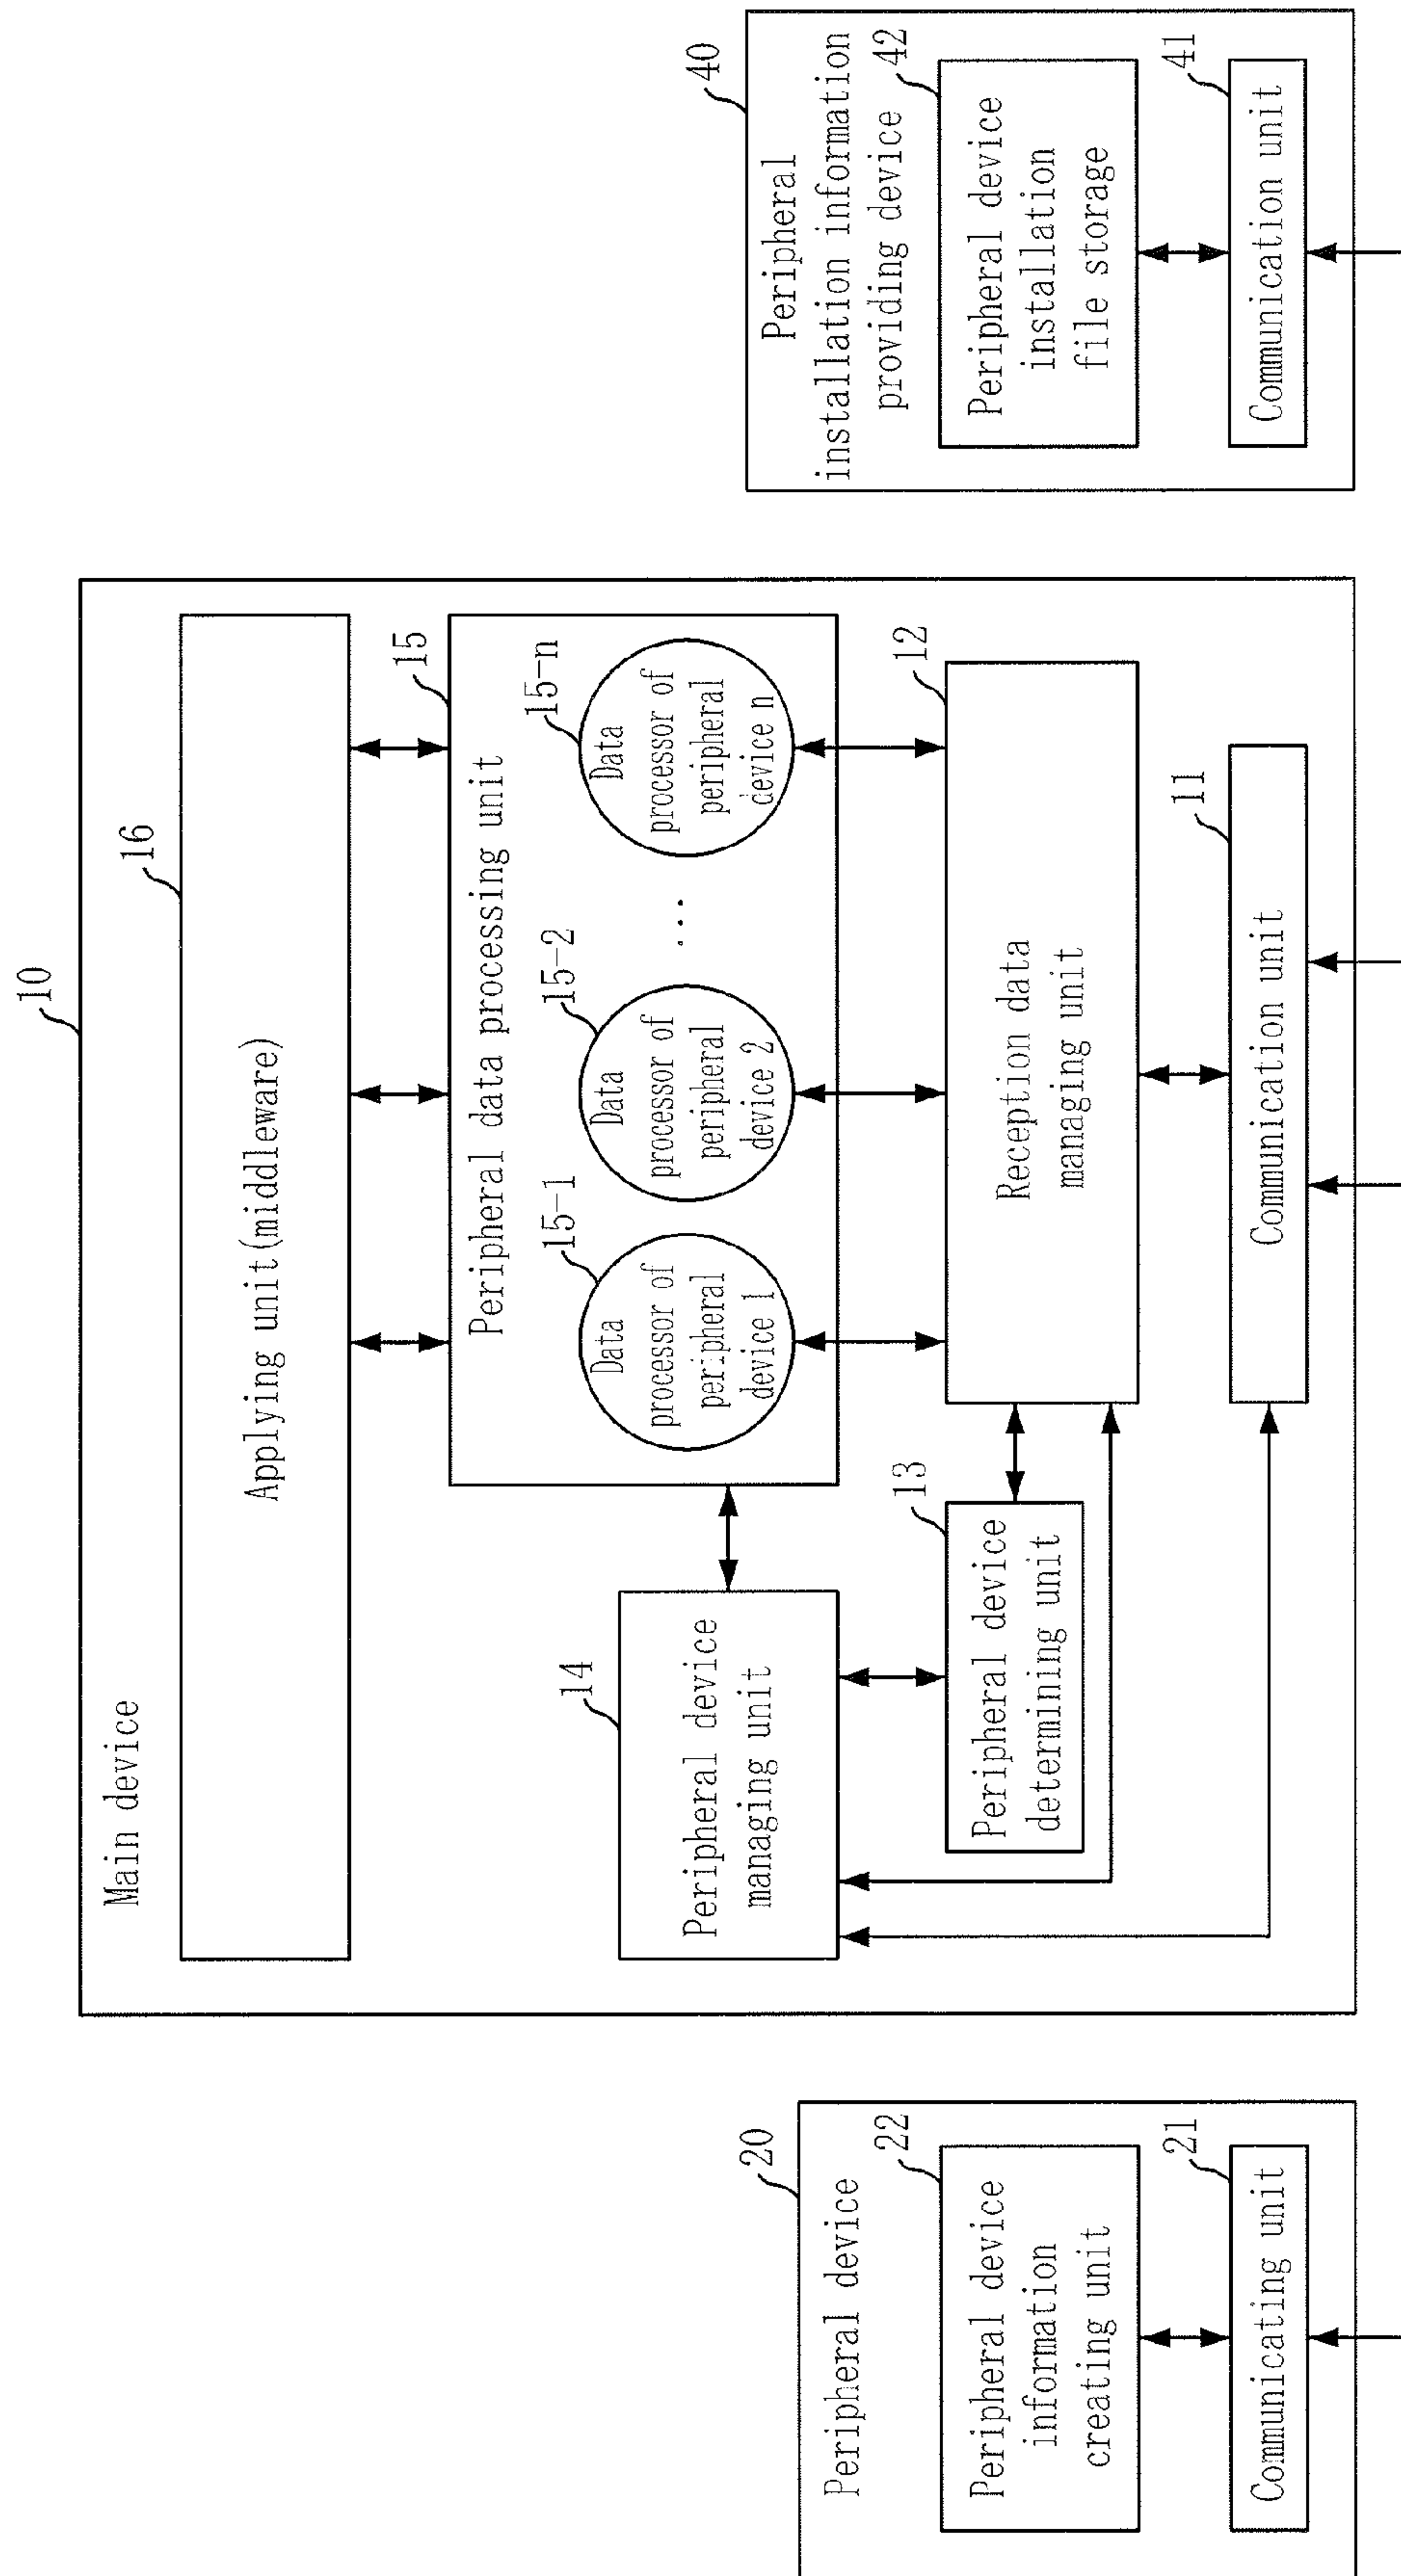 20
Peripheral device
22
Peripheral device
information
creating unit
21
Communicating unit
10
Main device
16
Applying unit(middleware)
15
Peripheral data processing unit
15-1
Data
processor of
peripheral
device 1
15-2
Data
processor of
peripheral
device 2
...
15-n
Data
processor of
peripheral
device n
14
Peripheral device
managing unit
13
Peripheral device
determining unit
12
Reception data
managing unit
11
Communication unit
40
Peripheral
installation information
providing device
42
Peripheral device
installation
file storage
41
Communication unit